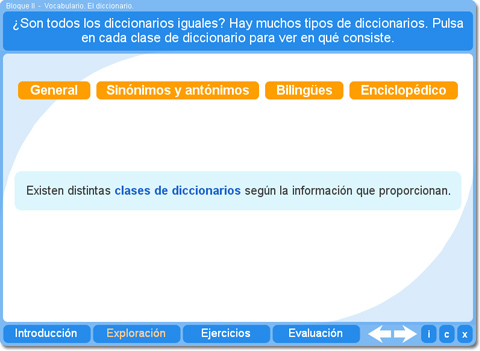 Bloque II - Vocabulario. El diccionario.
¿Son todos los diccionarios iguales? Hay muchos tipos de diccionarios. Pulsa
en cada clase de diccionario para ver en qué consiste.
General Sinónimos y antónimos Bilingües Enciclopédico
Existen distintas clases de diccionarios según la información que proporcionan.
Introducción Exploración Ejercicios Evaluación i c x